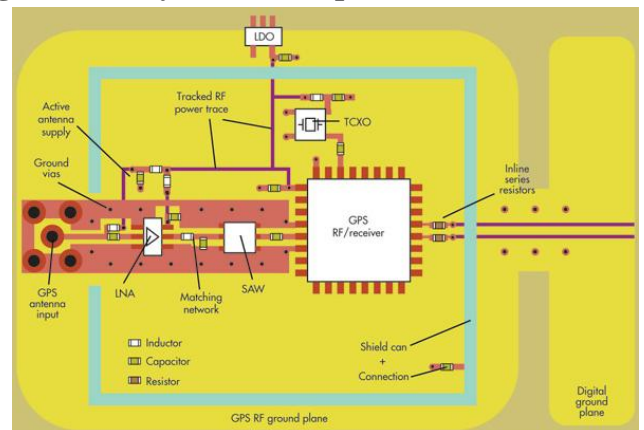 LDO
Tracked RF
power trace
TCXO
Active
antenna
supply
Ground
vias
Inline
series
resistors
GPS
RF/receiver
GPS
antenna
input
LNA
Matching
network
SAW
Inductor
Capacitor
Resistor
Shield can
+
Connection
GPS RF ground plane
Digital
ground
plane